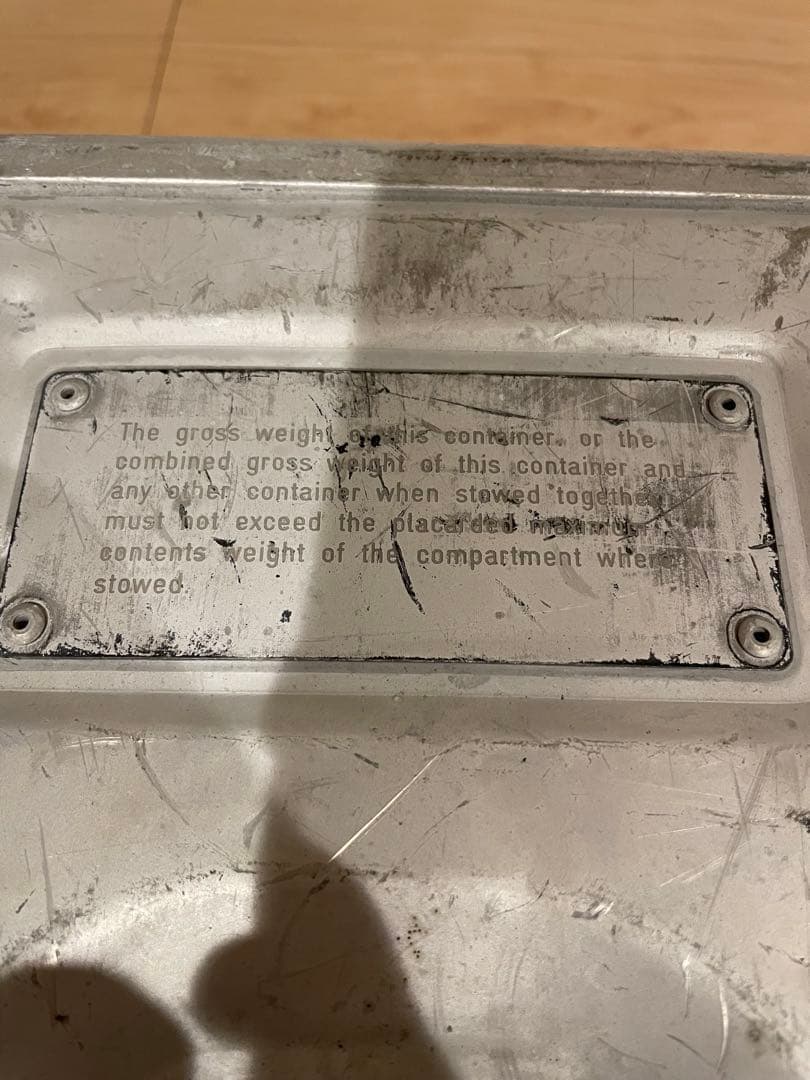 The gross weight of this container, or the
combined gross weight of this container and
any other container when stowed together
must not exceed the placarded maximum
contents weight of the compartment where
stowed.